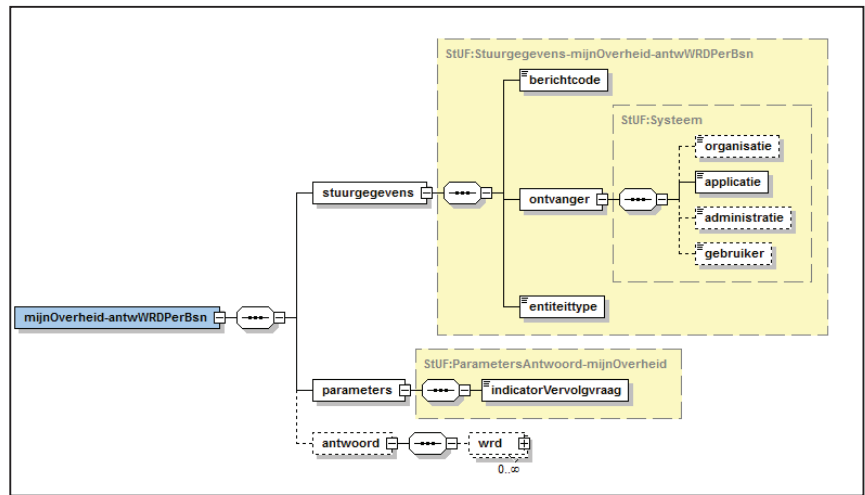 StUF:Stuurgegevens-mijnOverheid-antwWRDPerBsn
berichtcode
StUF:Systeem
organisatie
stuurgegevens
ontvanger
applicatie
administratie
gebruiker
entiteittype
mijnOverheid-antwWRDPerBsn
StUF:ParametersAntwoord-mijnOverheid
parameters
indicatorVervolgvraag
antwoord
wrd
0..∞